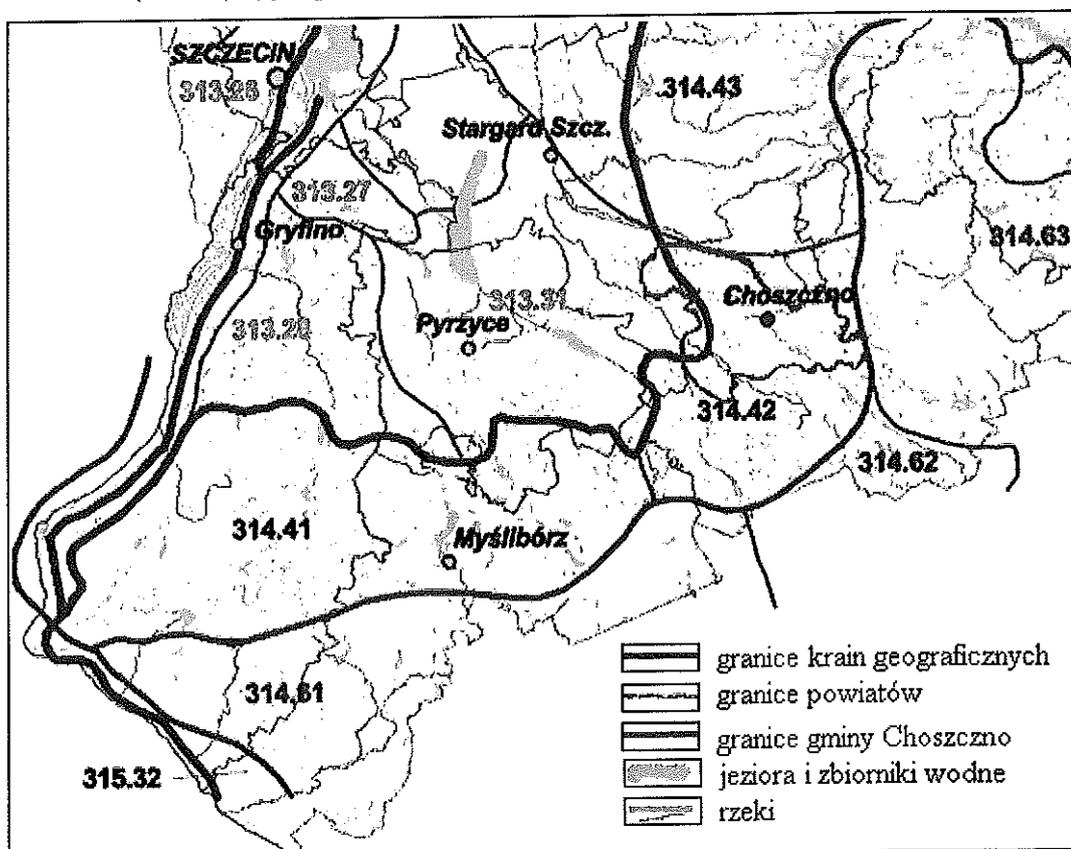 SZCZECIN
313.26
314.43
Stargard Szcz.
313.27
Gryfino
314.63
Choszczno
313.31
Pyrzyce
313.28
314.42
314.62
314.41
Myślibórz
granice krain geograficznych
granice powiatów
314.61
granice gminy Choszczno
315.32
jeziora i zbiorniki wodne
rzeki